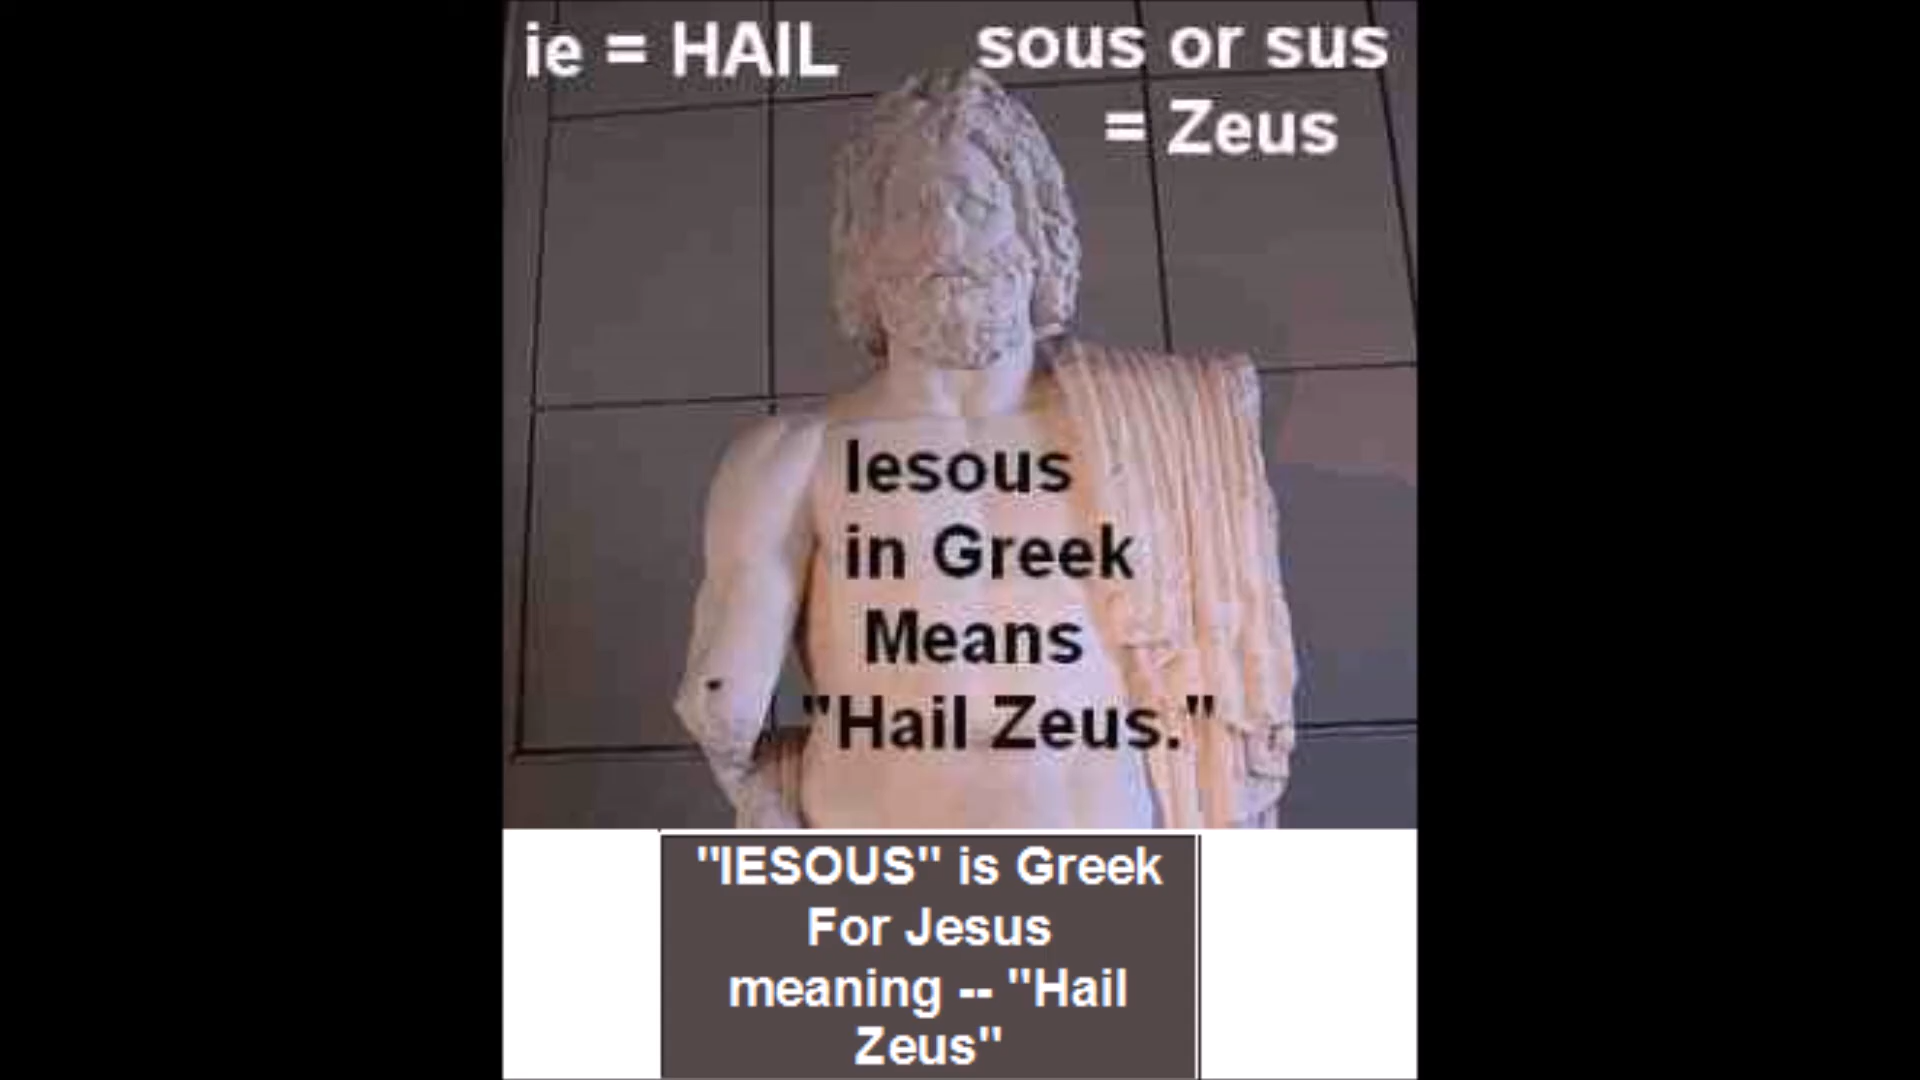 ie = HAIL
sous or sus
= Zeus
Iesous
in Greek
Means
"Hail Zeus."
"IESOUS" is Greek
For Jesus
meaning -- "Hail
Zeus"